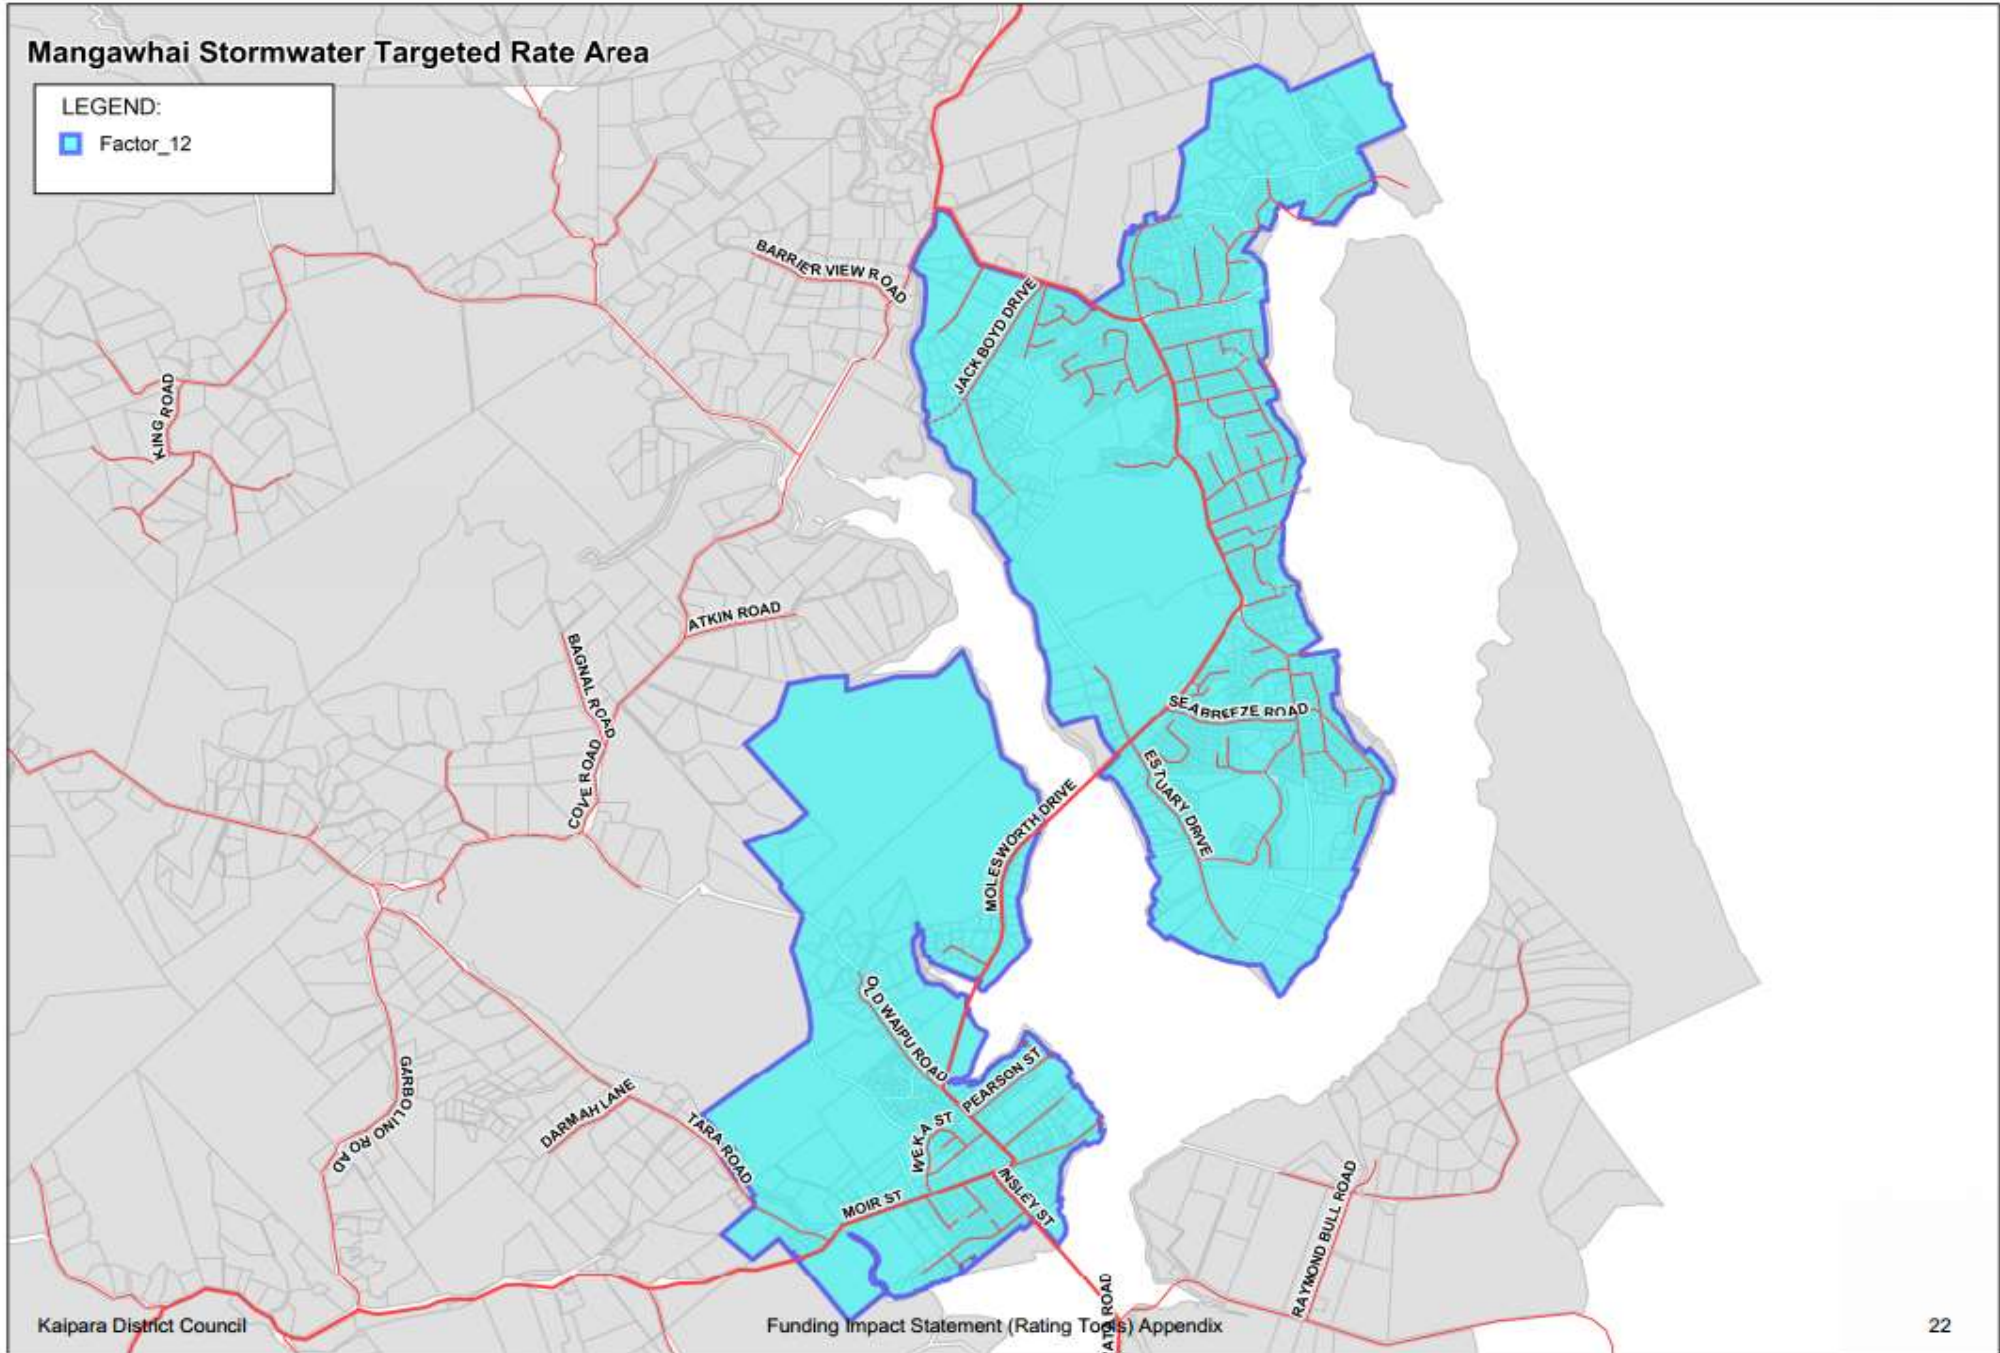 Mangawhai Stormwater Targeted Rate Area
LEGEND:
Factor_12
BARRIER VIEW ROAD
JACK BOYD DRIVE
KING ROAD
ATKIN ROAD
BAGNAL ROAD
COVE ROAD
SEABREEZE ROAD
ESTUARY DRIVE
MOLESWORTH DRIVE
OLD WAIPU ROAD
PEARSON ST
WEKA ST
GARBOLINO ROAD
DARMAH LANE
TARA ROAD
MOIR ST
INSLEY ST
RAYMOND BULL ROAD
ROAD
Kaipara District Council
Funding Impact Statement (Rating Tools) Appendix
22